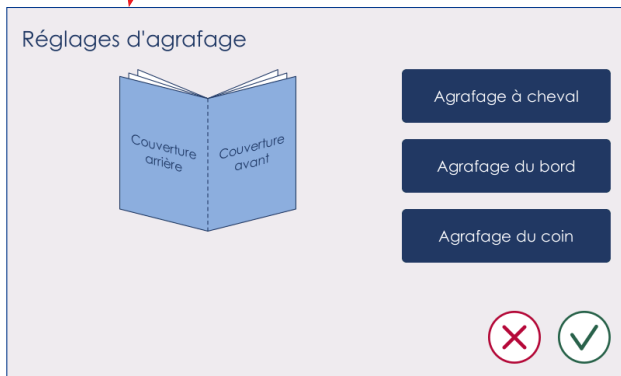 Réglages d'agrafage
Couverture
arrière
Couverture
avant
Agrafage à cheval
Agrafage du bord
Agrafage du coin